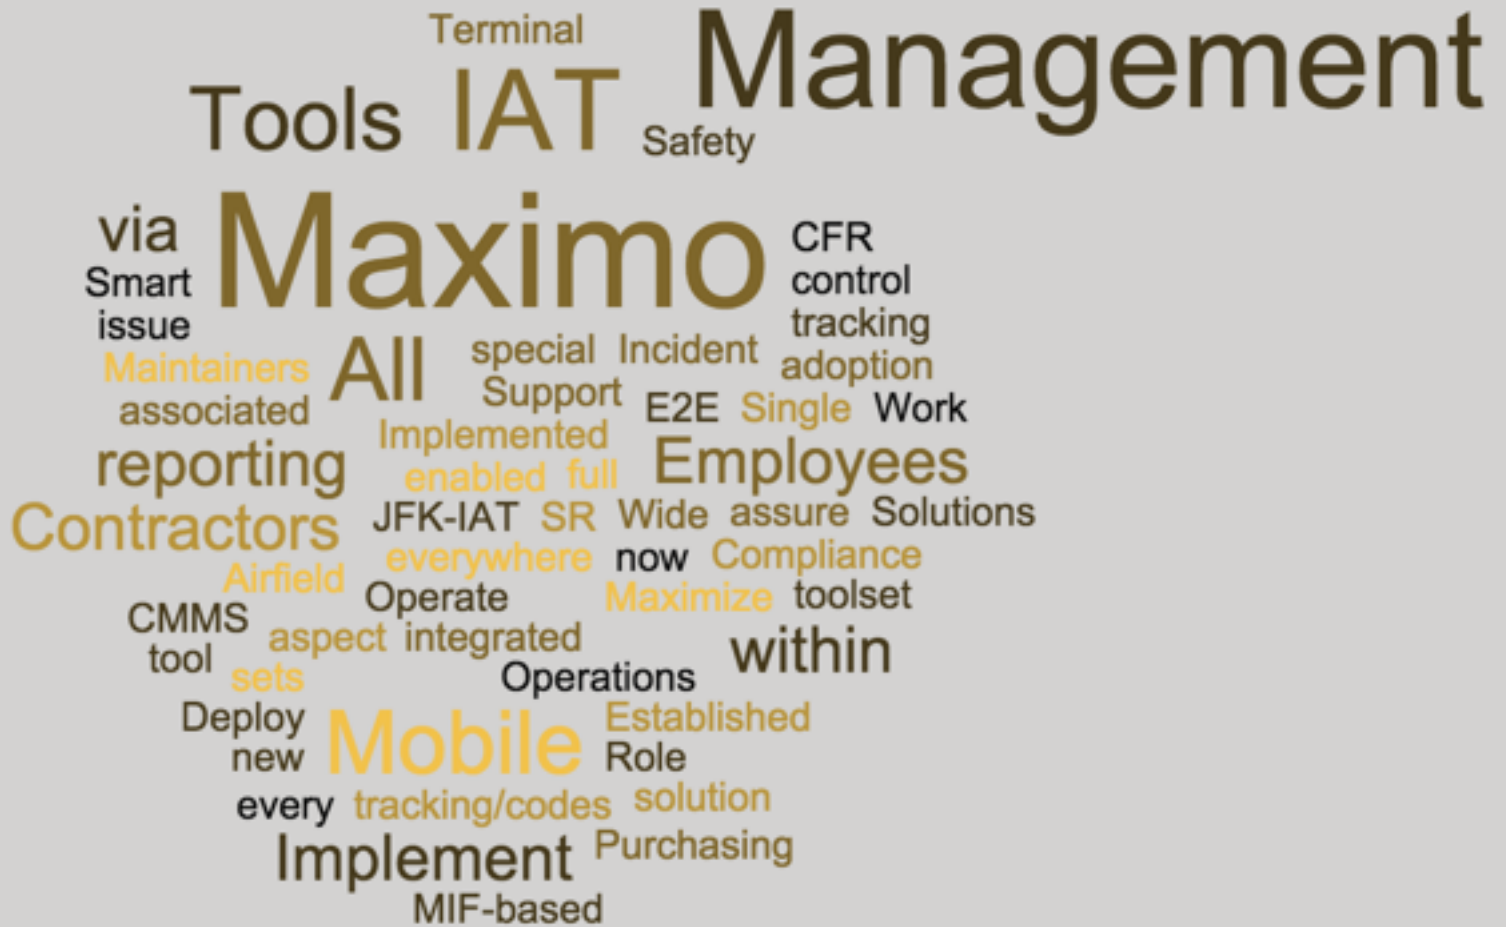 Terminal
Management
Tools IAT
Safety
via Maximo CFR
Smart control
issue tracking
Maintainers All special Incident adoption
associated Support E2E Single Work
Implemented
reporting enabled full Employees
Contractors JFK-IAT SR Wide assure Solutions
everywhere now Compliance
Airfield Operate Maximize toolset
CMMS aspect integrated within
tool sets Operations
Deploy Mobile Established
new Role
every tracking/codes solution
Implement Purchasing
MIF-based